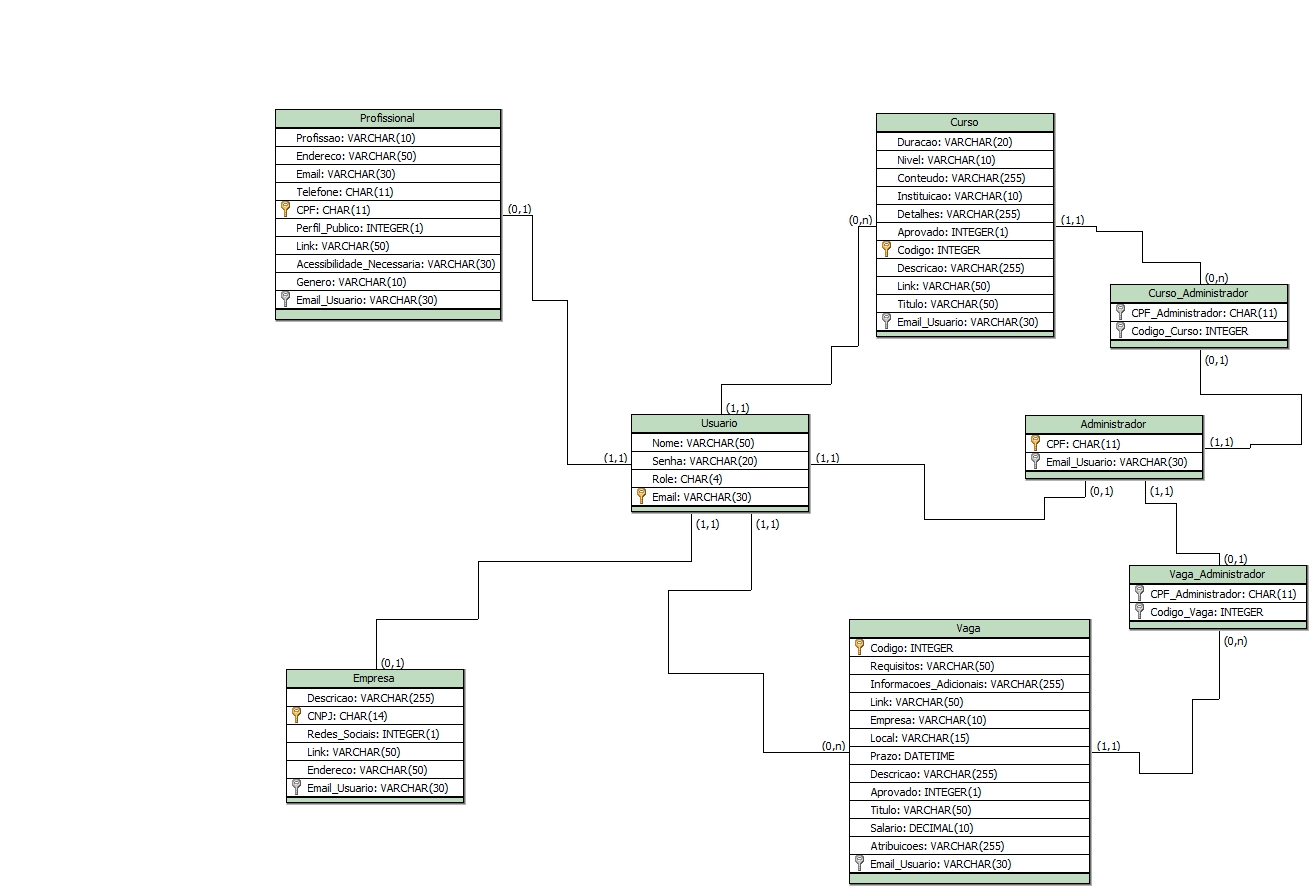 Profissional
Profissao: VARCHAR(10)
Endereco: VARCHAR(50)
Email: VARCHAR(30)
Telefone: CHAR(11)
CPF: CHAR(11)
Perfil_Publico: INTEGER(1)
Link: VARCHAR(50)
Acessibilidade_Necessaria: VARCHAR(30)
Genero: VARCHAR(10)
Email_Usuario: VARCHAR(30)
(0,1)
(1,1)
Curso
Duracao: VARCHAR(20)
Nivel: VARCHAR(10)
Conteudo: VARCHAR(255)
Instituicao: VARCHAR(10)
Detalhes: VARCHAR(255)
Aprovado: INTEGER(1)
Codigo: INTEGER
Descricao: VARCHAR(255)
Link: VARCHAR(50)
Titulo: VARCHAR(50)
Email_Usuario: VARCHAR(30)
(0,n)
(1,1)
(1,1)
(0,n)
Curso_Administrador
CPF_Administrador: CHAR(11)
Codigo_Curso: INTEGER
(0,1)
(1,1)
Usuario
Nome: VARCHAR(50)
Senha: VARCHAR(20)
Role: CHAR(4)
Email: VARCHAR(30)
(1,1)
(1,1)
(1,1)
Administrador
CPF: CHAR(11)
Email_Usuario: VARCHAR(30)
(0,1)
(1,1)
(0,1)
Vaga_Administrador
CPF_Administrador: CHAR(11)
Codigo_Vaga: INTEGER
(0,n)
(1,1)
(0,1)
Empresa
Descricao: VARCHAR(255)
CNPJ: CHAR(14)
Redes_Sociais: INTEGER(1)
Link: VARCHAR(50)
Endereco: VARCHAR(50)
Email_Usuario: VARCHAR(30)
(0,n)
Vaga
Codigo: INTEGER
Requisitos: VARCHAR(50)
Informacoes_Adicionais: VARCHAR(255)
Link: VARCHAR(50)
Empresa: VARCHAR(10)
Local: VARCHAR(15)
Prazo: DATETIME
Descricao: VARCHAR(255)
Aprovado: INTEGER(1)
Titulo: VARCHAR(50)
Salario: DECIMAL(10)
Atribuicoes: VARCHAR(255)
Email_Usuario: VARCHAR(30)